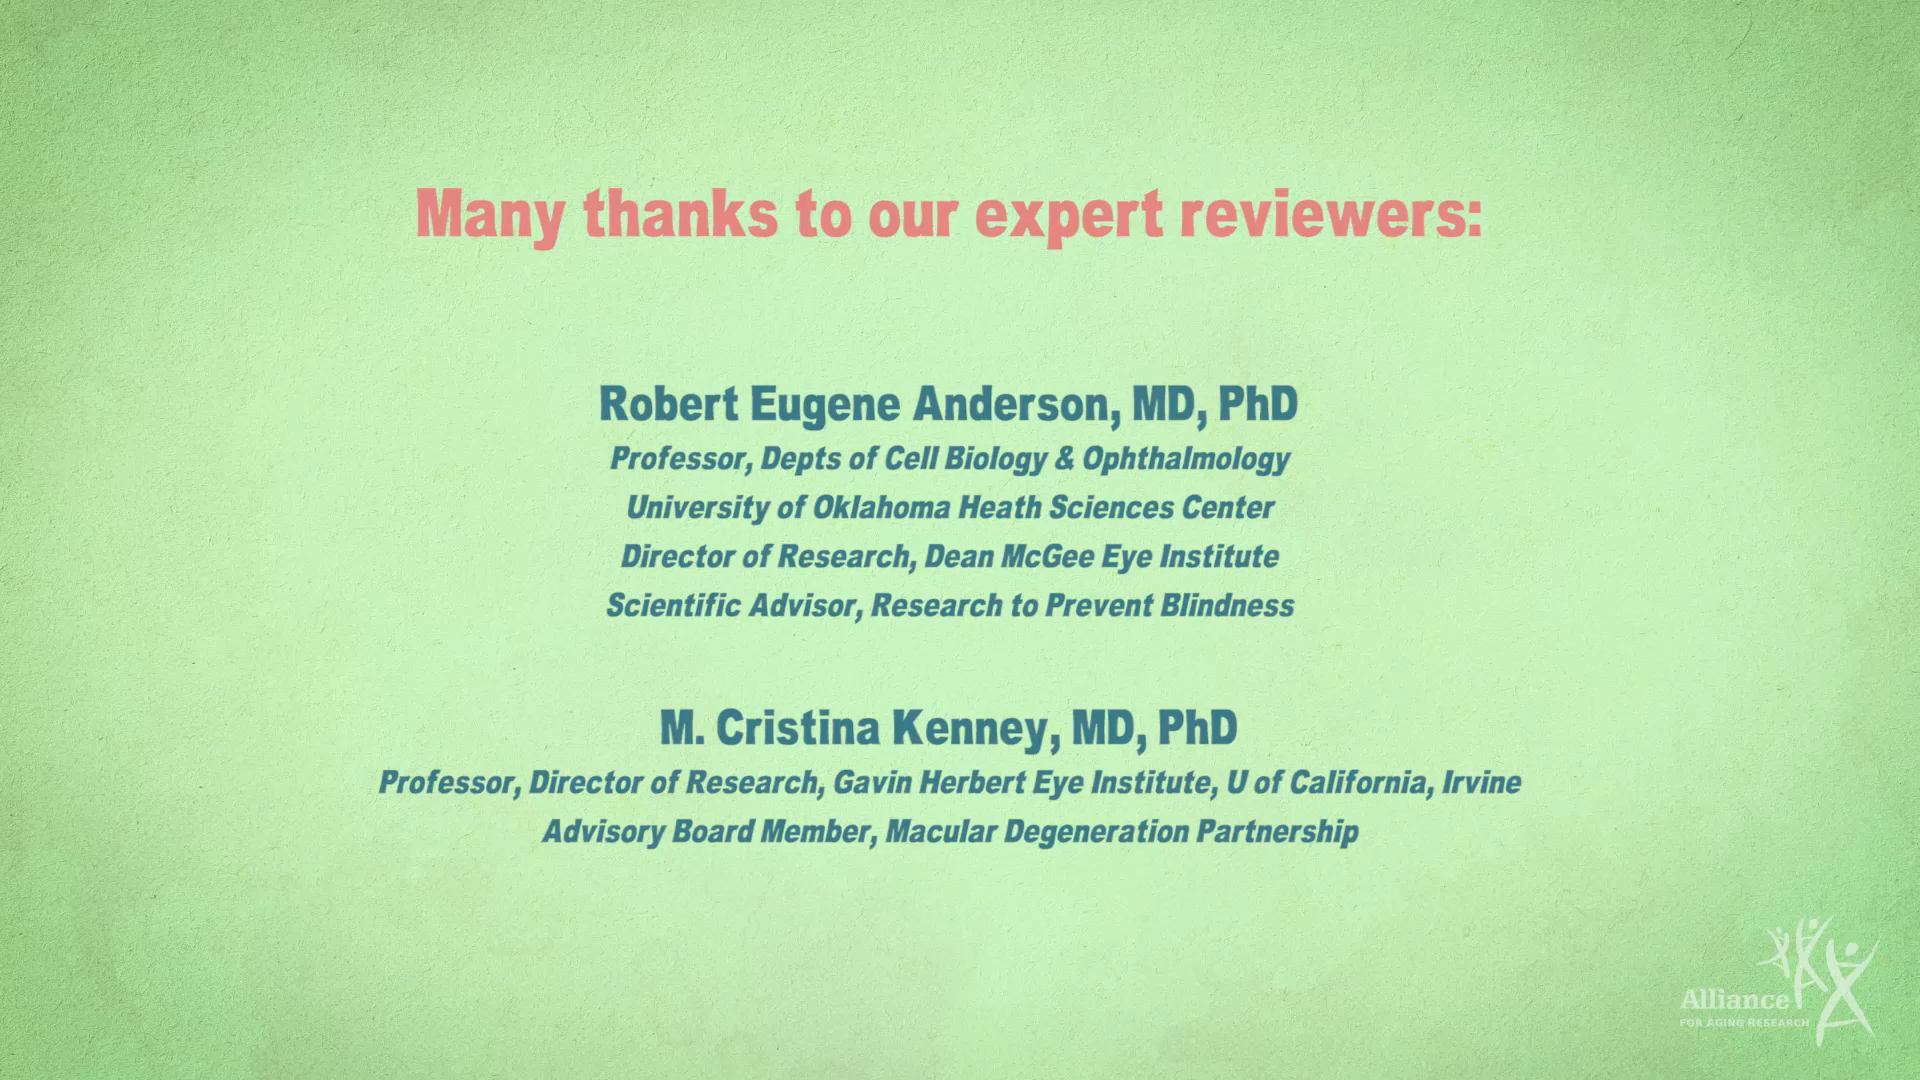 Many thanks to our expert reviewers:
Robert Eugene Anderson, MD, PhD
Professor, Depts of Cell Biology & Ophthalmology
University of Oklahoma Heath Sciences Center
Director of Research, Dean McGee Eye Institute
Scientific Advisor, Research to Prevent Blindness
M. Cristina Kenney, MD, PhD
Professor, Director of Research, Gavin Herbert Eye Institute, U of California, Irvine
Advisory Board Member, Macular Degeneration Partnership
Alliance
FOR AGING RESEARCH